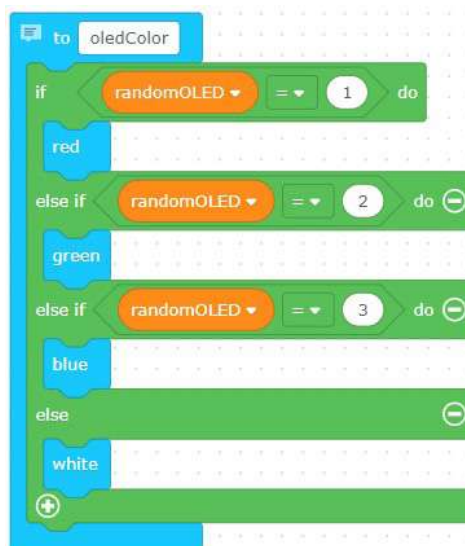 to oledColor
if randomOLED = 1 do
red
else if randomOLED = 2 do
green
else if randomOLED = 3 do
blue
else
white